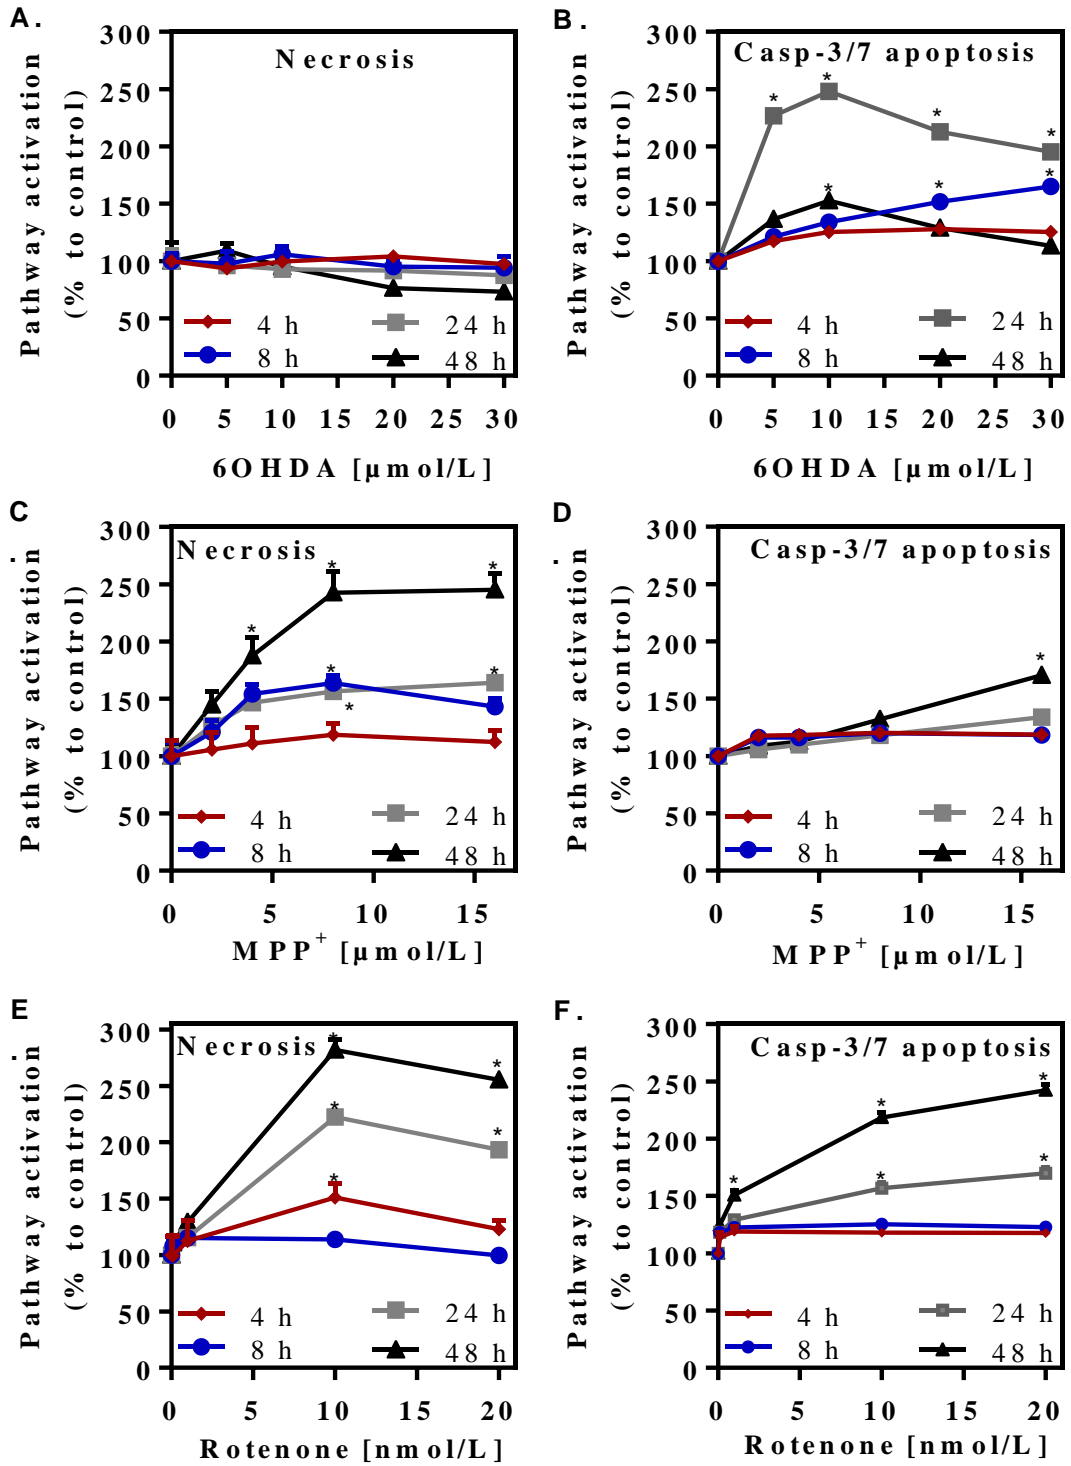 A.
Necrosis
Pathway activation
(% to control)
300
250
200
150
100
50
0
4 h
8 h
24 h
48 h
0 5 10 15 20 25 30
6OHDA [µmol/L]
B.
Casp-3/7 apoptosis
Pathway activation
(% to control)
300
250
200
150
100
50
0
* * * *
* * *
4 h
8 h
24 h
48 h
0 5 10 15 20 25 30
6OHDA [µmol/L]
C
.
Necrosis
Pathway activation
(% to control)
300
250
200
150
100
50
0
* * *
* *
*
4 h
8 h
24 h
48 h
0 5 10 15
MPP+ [µmol/L]
D
.
Casp-3/7 apoptosis
Pathway activation
(% to control)
300
250
200
150
100
50
0
*
4 h
8 h
24 h
48 h
0 5 10 15
MPP+ [µmol/L]
E
.
Necrosis
Pathway activation
(% to control)
300
250
200
150
100
50
0
* *
* *
*
4 h
8 h
24 h
48 h
0 10 20
Rotenone [nmol/L]
F.
Casp-3/7 apoptosis
Pathway activation
(% to control)
300
250
200
150
100
50
0
* * *
* *
4 h
8 h
24 h
48 h
0 5 10 15 20
Rotenone [nmol/L]